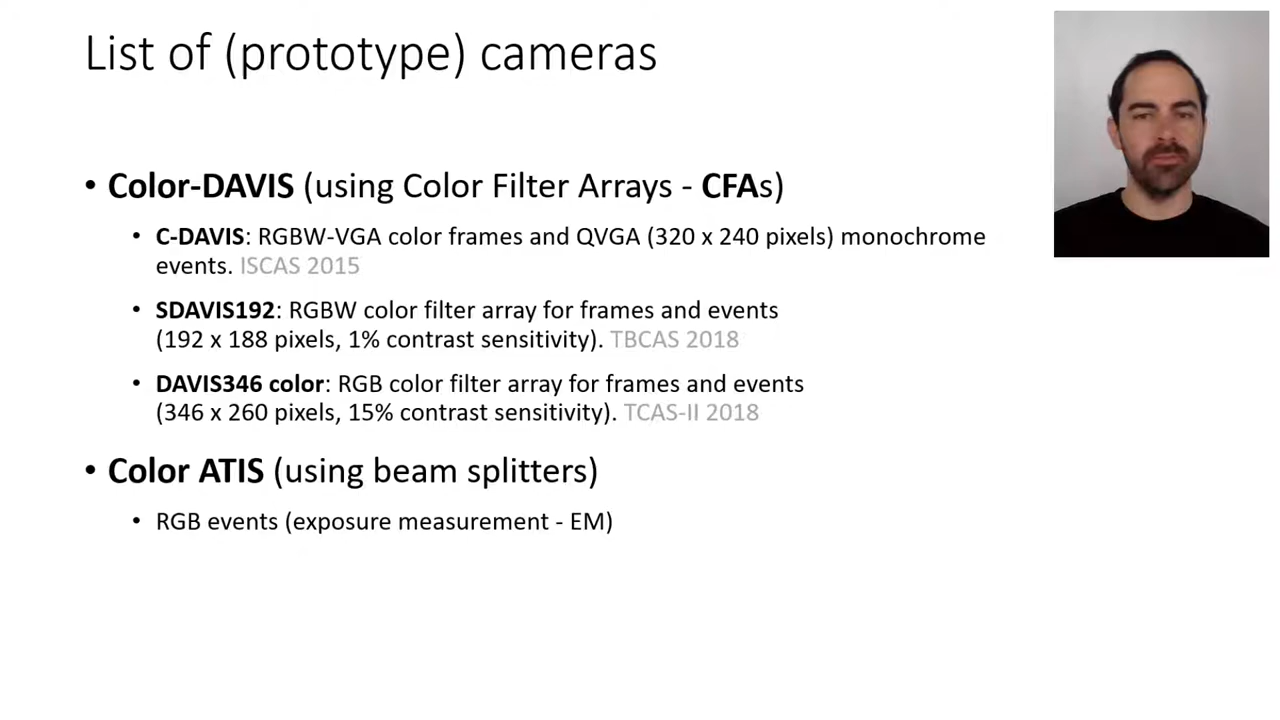 List of (prototype) cameras
• Color-DAVIS (using Color Filter Arrays - CFAs)
• C-DAVIS: RGBW-VGA color frames and QVGA (320 x 240 pixels) monochrome
events. ISCAS 2015
• SDAVIS192: RGBW color filter array for frames and events
(192 x 188 pixels, 1% contrast sensitivity). TBCAS 2018
• DAVIS346 color: RGB color filter array for frames and events
(346 x 260 pixels, 15% contrast sensitivity). TCAS-II 2018
• Color ATIS (using beam splitters)
• RGB events (exposure measurement - EM)